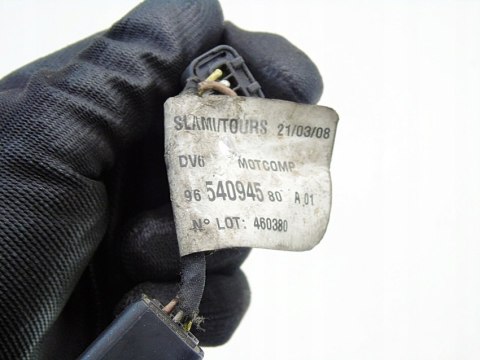 SLAMI/TOURS 21/03/08
DV6 MOTCOMP
96 540945 80 A 01
N° LOT: 460380